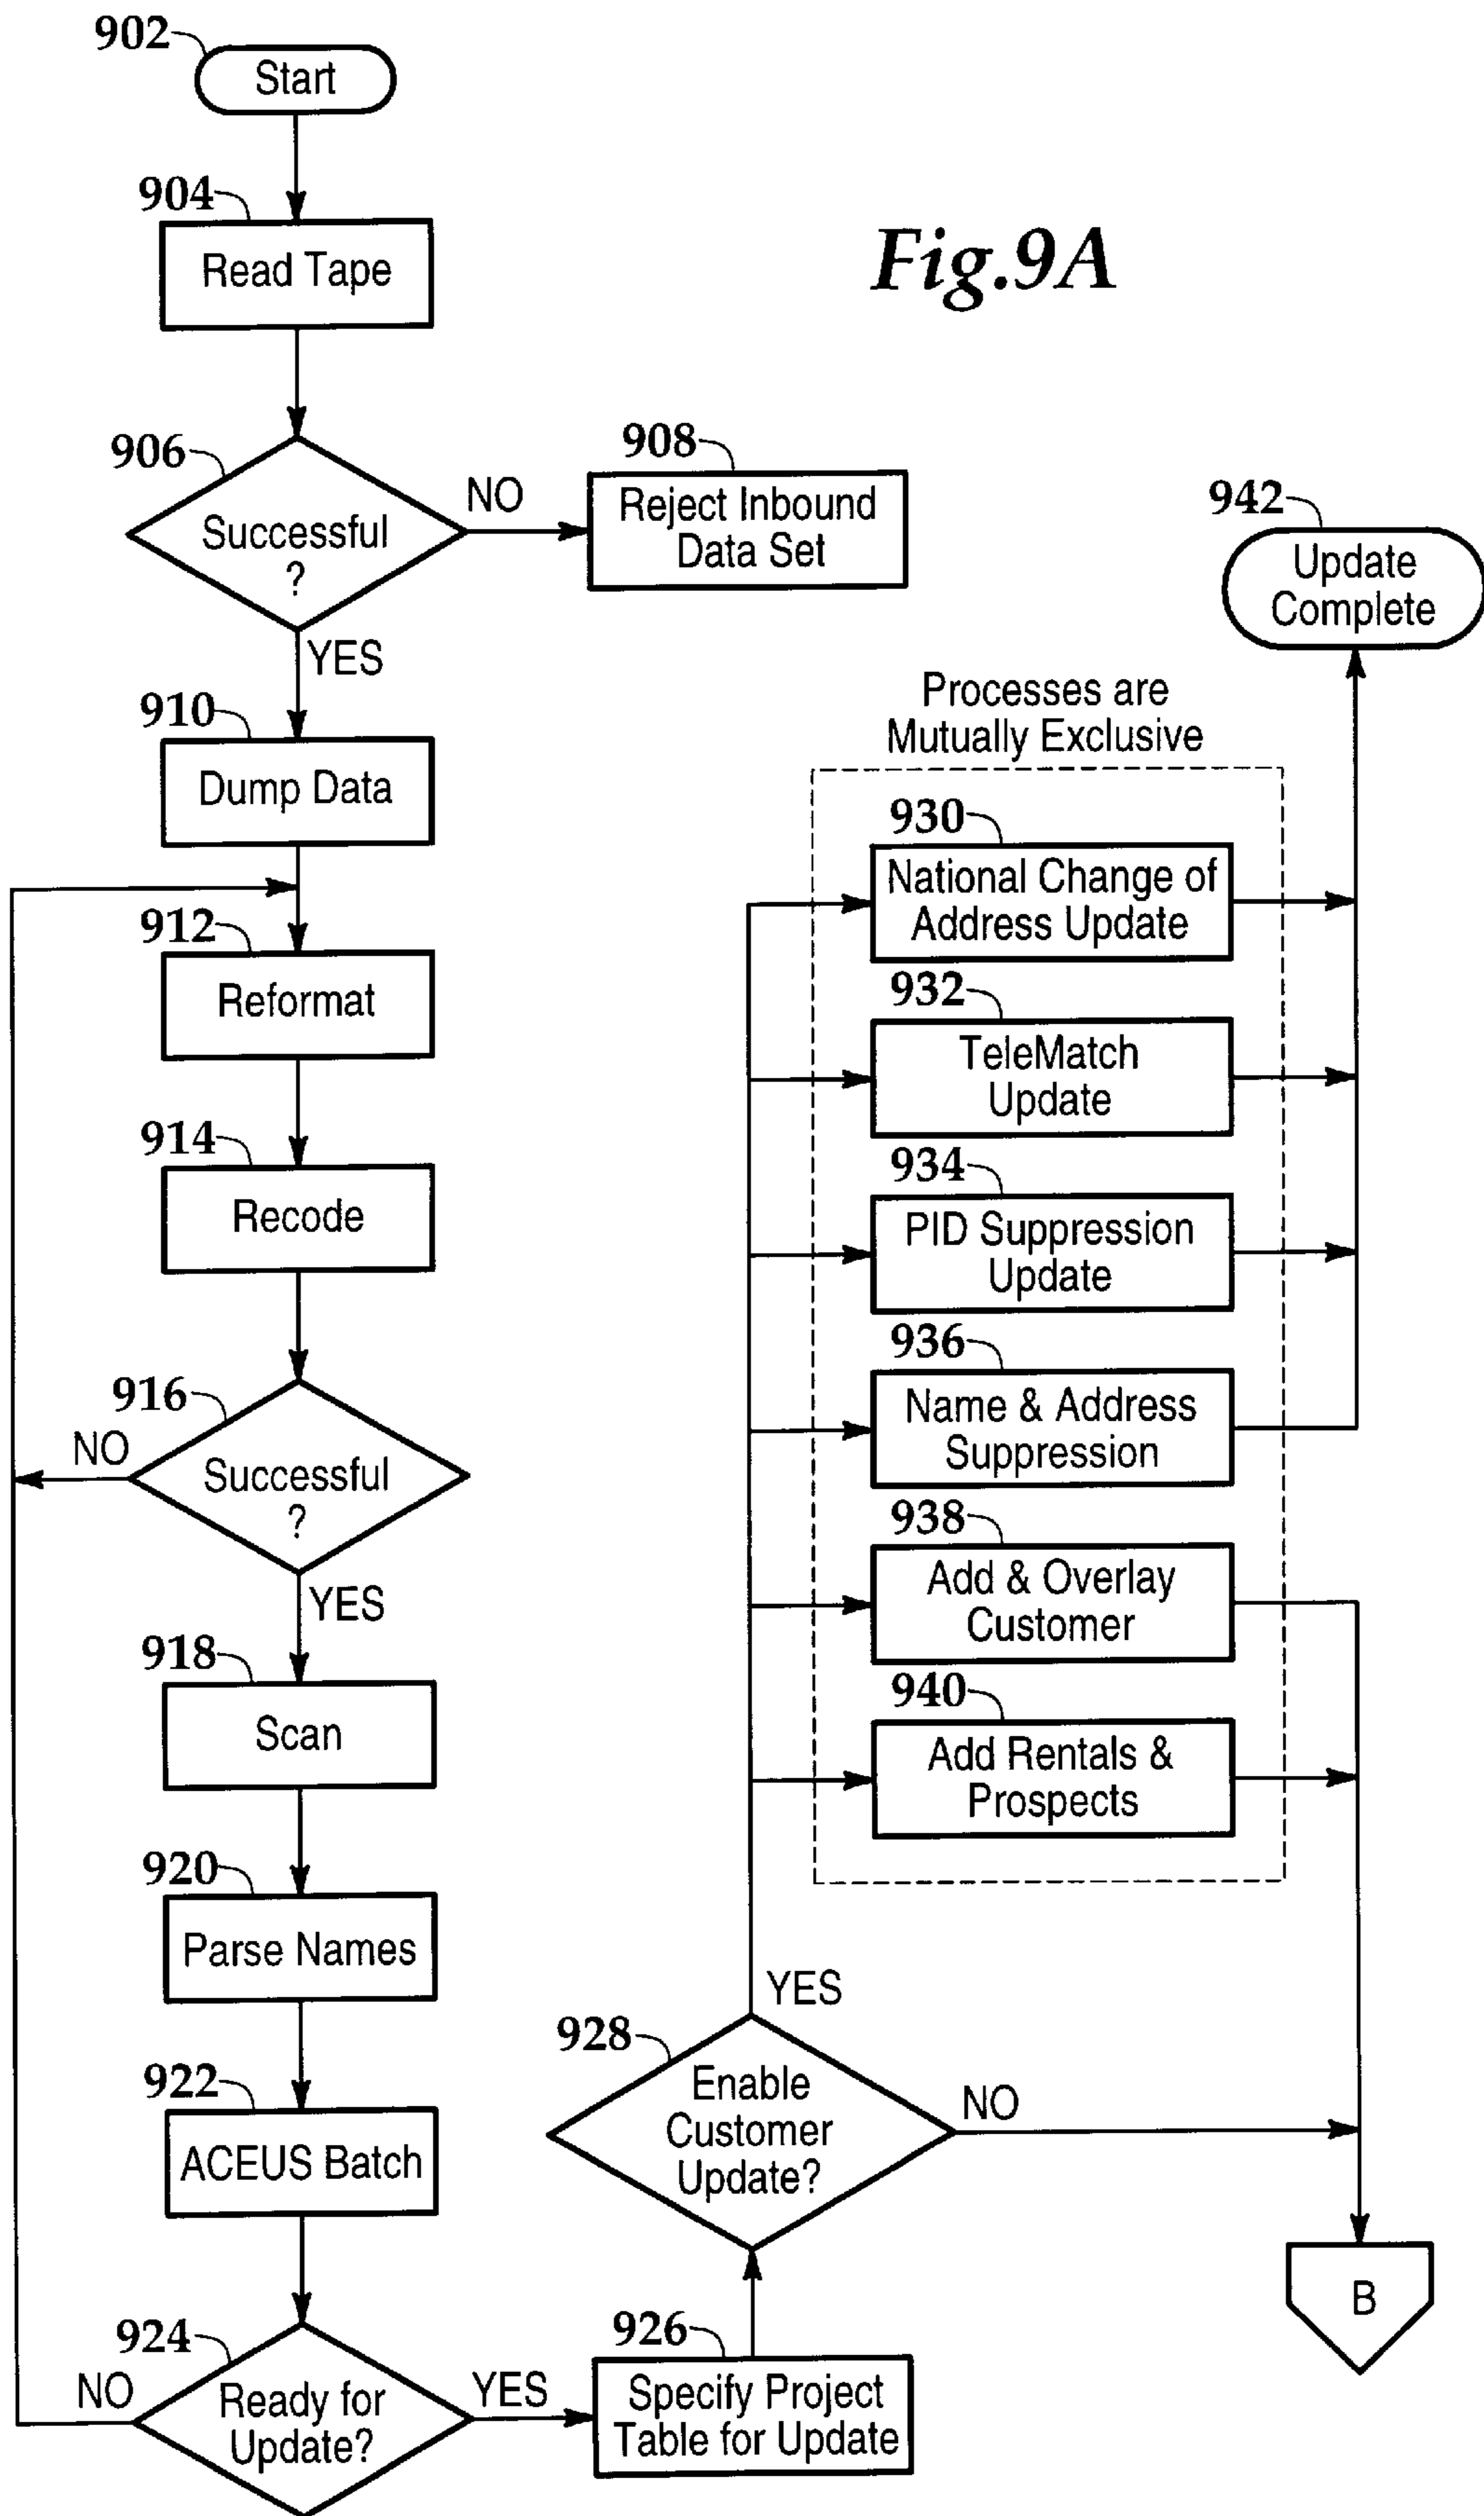 902
Start
904
Read Tape
Fig.9A
906
Successful
?
NO
YES
908
Reject Inbound
Data Set
910
Dump Data
912
Reformat
914
Recode
916
Successful
?
NO
YES
918
Scan
920
Parse Names
922
ACEUS Batch
924
Ready for
Update?
NO
YES
926
Specify Project
Table for Update
928
Enable
Customer
Update?
YES
NO
Processes are
Mutually Exclusive
930
National Change of
Address Update
932
TeleMatch
Update
934
PID Suppression
Update
936
Name & Address
Suppression
938
Add & Overlay
Customer
940
Add Rentals &
Prospects
942
Update
Complete
B